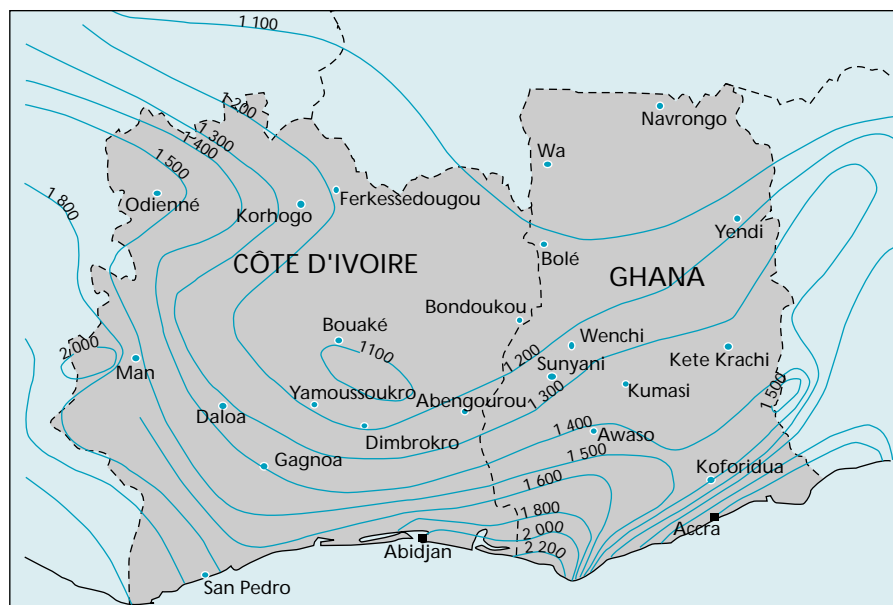 1 100
1 200
1 300
1 400
1 500
1 800
Navrongo
Wa
Odienné
Korhogo
Ferkessedougou
Yendi
Bolé
CÔTE D'IVOIRE
GHANA
Bondoukou
Bouaké
1100
1 200
Wenchi
Sunyani
Kete Krachi
2 000
Man
Kumasi
1 300
1 500
Yamoussoukro
Abengourou
Daloa
Dimbrokro
1 400
Awaso
Gagnoa
1 500
1 600
Koforidua
1 800
2 000
2 200
Accra
Abidjan
San Pedro